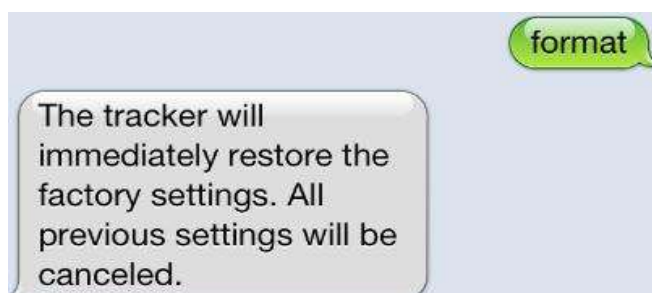 format
The tracker will
immediately restore the
factory settings. All
previous settings will be
canceled.